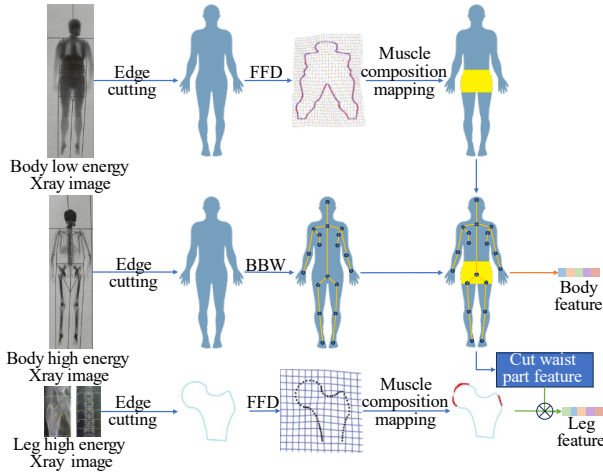 Edge
cutting
FFD
Muscle
composition
mapping
Body low energy
Xray image
Edge
cutting
BBW
Body
feature
Body high energy
Xray image
Cut waist
part feature
Edge
cutting
FFD
Muscle
composition
mapping
Leg high energy
Xray image
Leg
feature